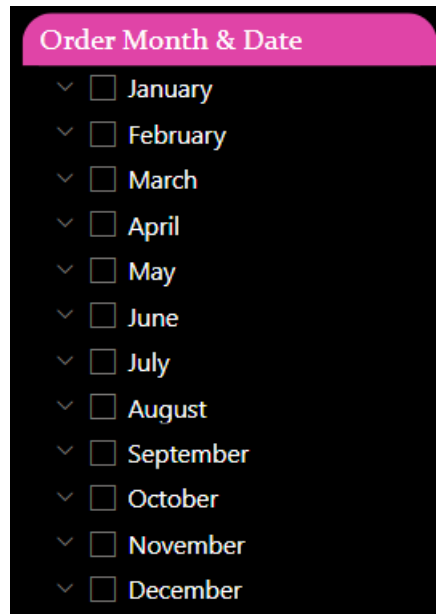 Order Month & Date
January
February
March
April
May
June
July
August
September
October
November
December